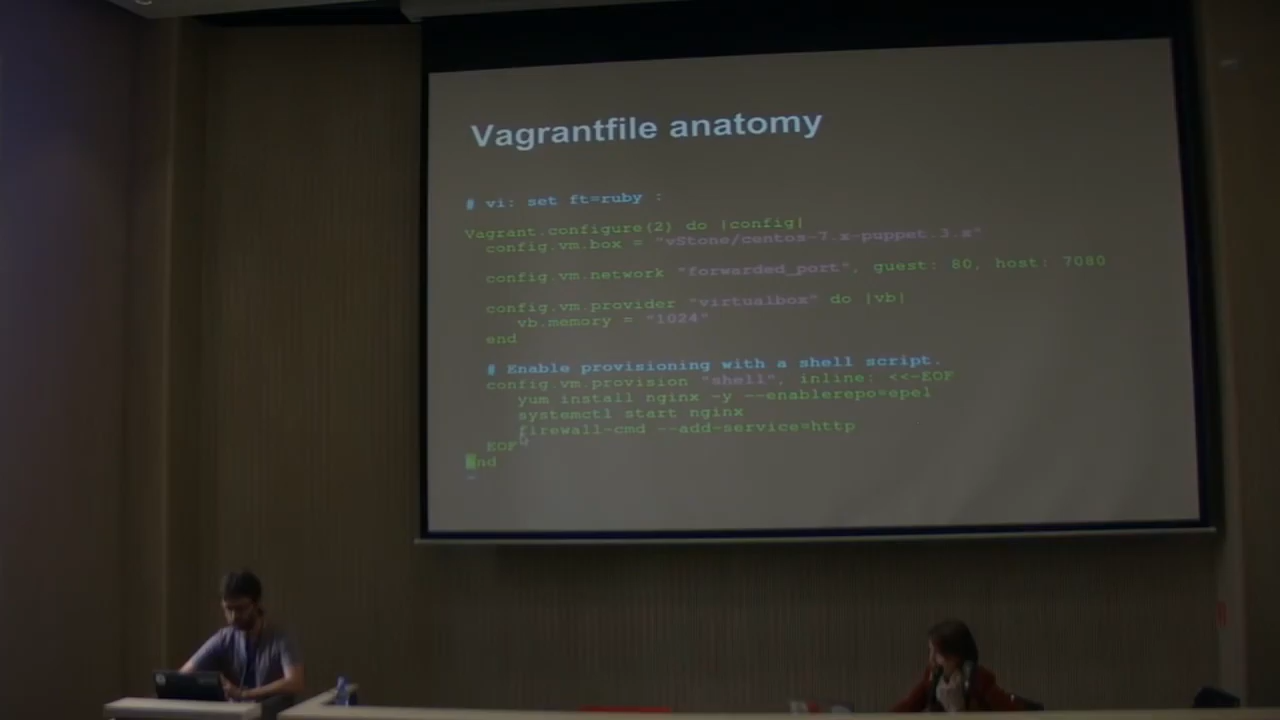 Vagrantfile anatomy
# vi: set ft=ruby :
Vagrant.configure(2) do |config|
config.vm.box = "vStone/centos-7.x-puppet.3.x"
config.vm.network "forwarded_port", guest: 80, host: 7080
config.vm.provider "virtualbox" do |vb|
vb.memory = "1024"
end
# Enable provisioning with a shell script.
config.vm.provision "shell", inline: <<-EOF
yum install nginx -y --enablerepo=epel
systemctl start nginx
firewall-cmd --add-service=http
EOF
end
~